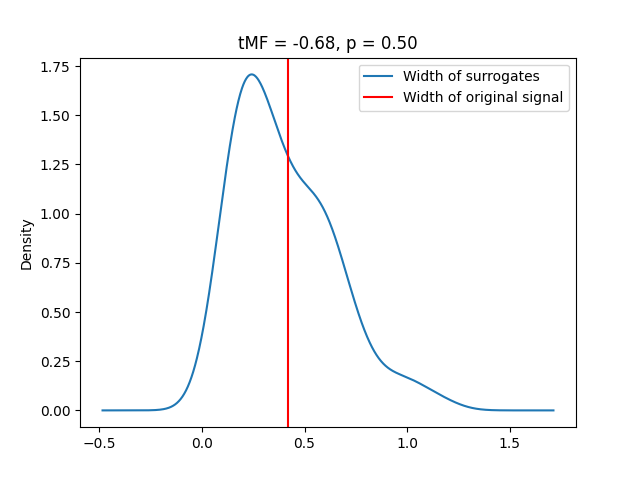 tMF = -0.68, p = 0.50
Width of surrogates
Width of original signal
Density
1.75
1.50
1.25
1.00
0.75
0.50
0.25
0.00
−0.5 0.0 0.5 1.0 1.5